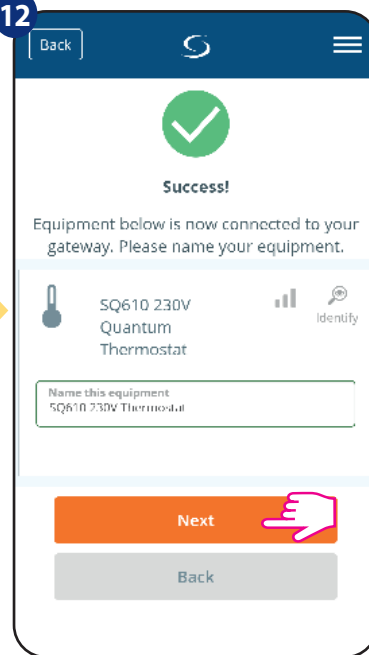 12
Back
Success!
Equipment below is now connected to your
gateway. Please name your equipment.
SQ610 230V
Quantum
Thermostat
Identify
Name this equipment
SQ610 230V Thermostat
Next
Back